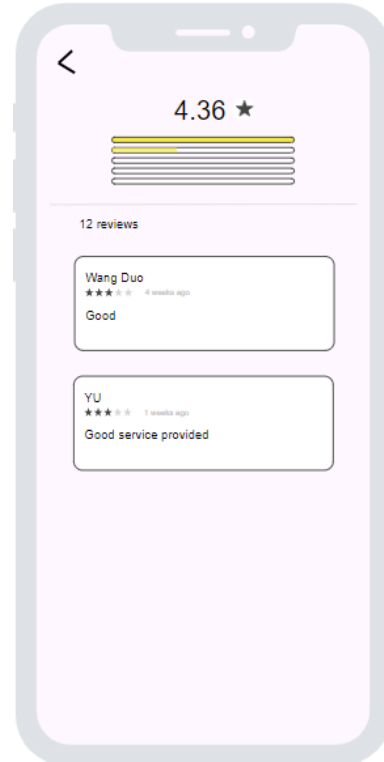 4.36 ★
12 reviews
Wang Duo
★★★★★ 4 weeks ago
Good
YU
★★★★★ 1 weeks ago
Good service provided